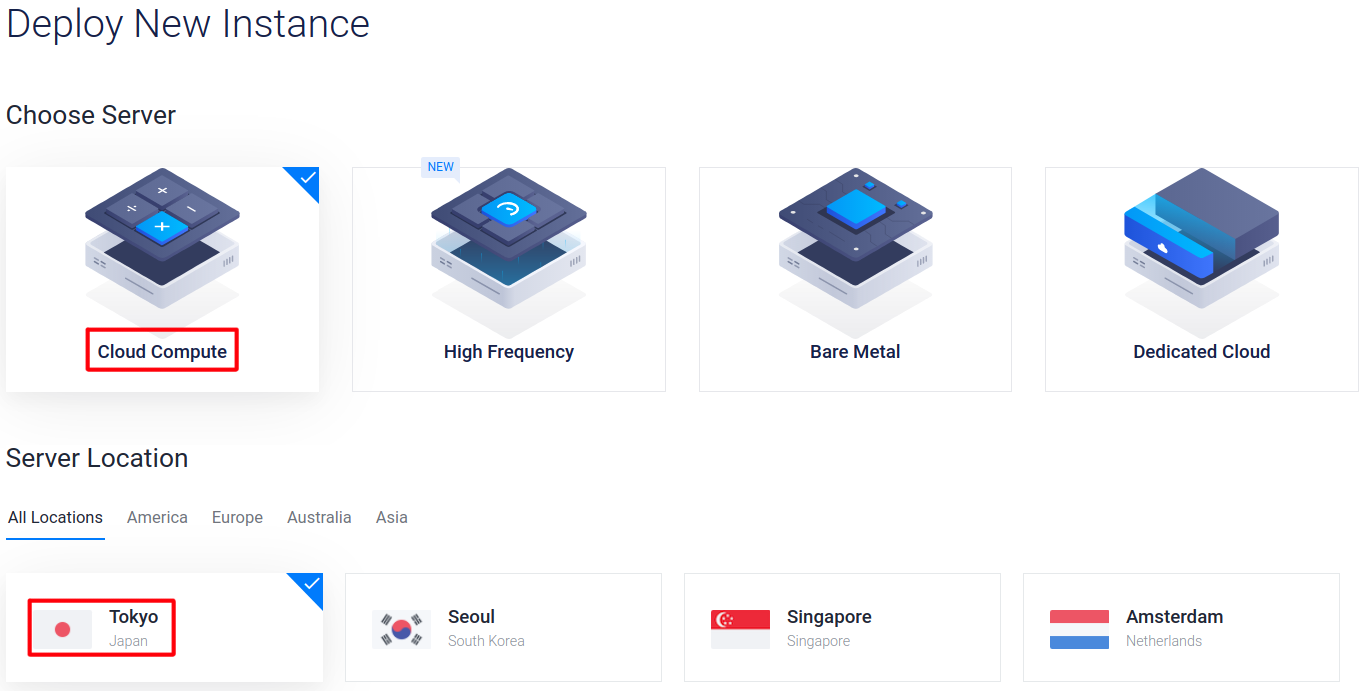 Deploy New Instance
Choose Server
NEW
Cloud Compute
High Frequency
Bare Metal
Dedicated Cloud
Server Location
All Locations America Europe Australia Asia
Tokyo
Japan
Seoul
South Korea
Singapore
Singapore
Amsterdam
Netherlands